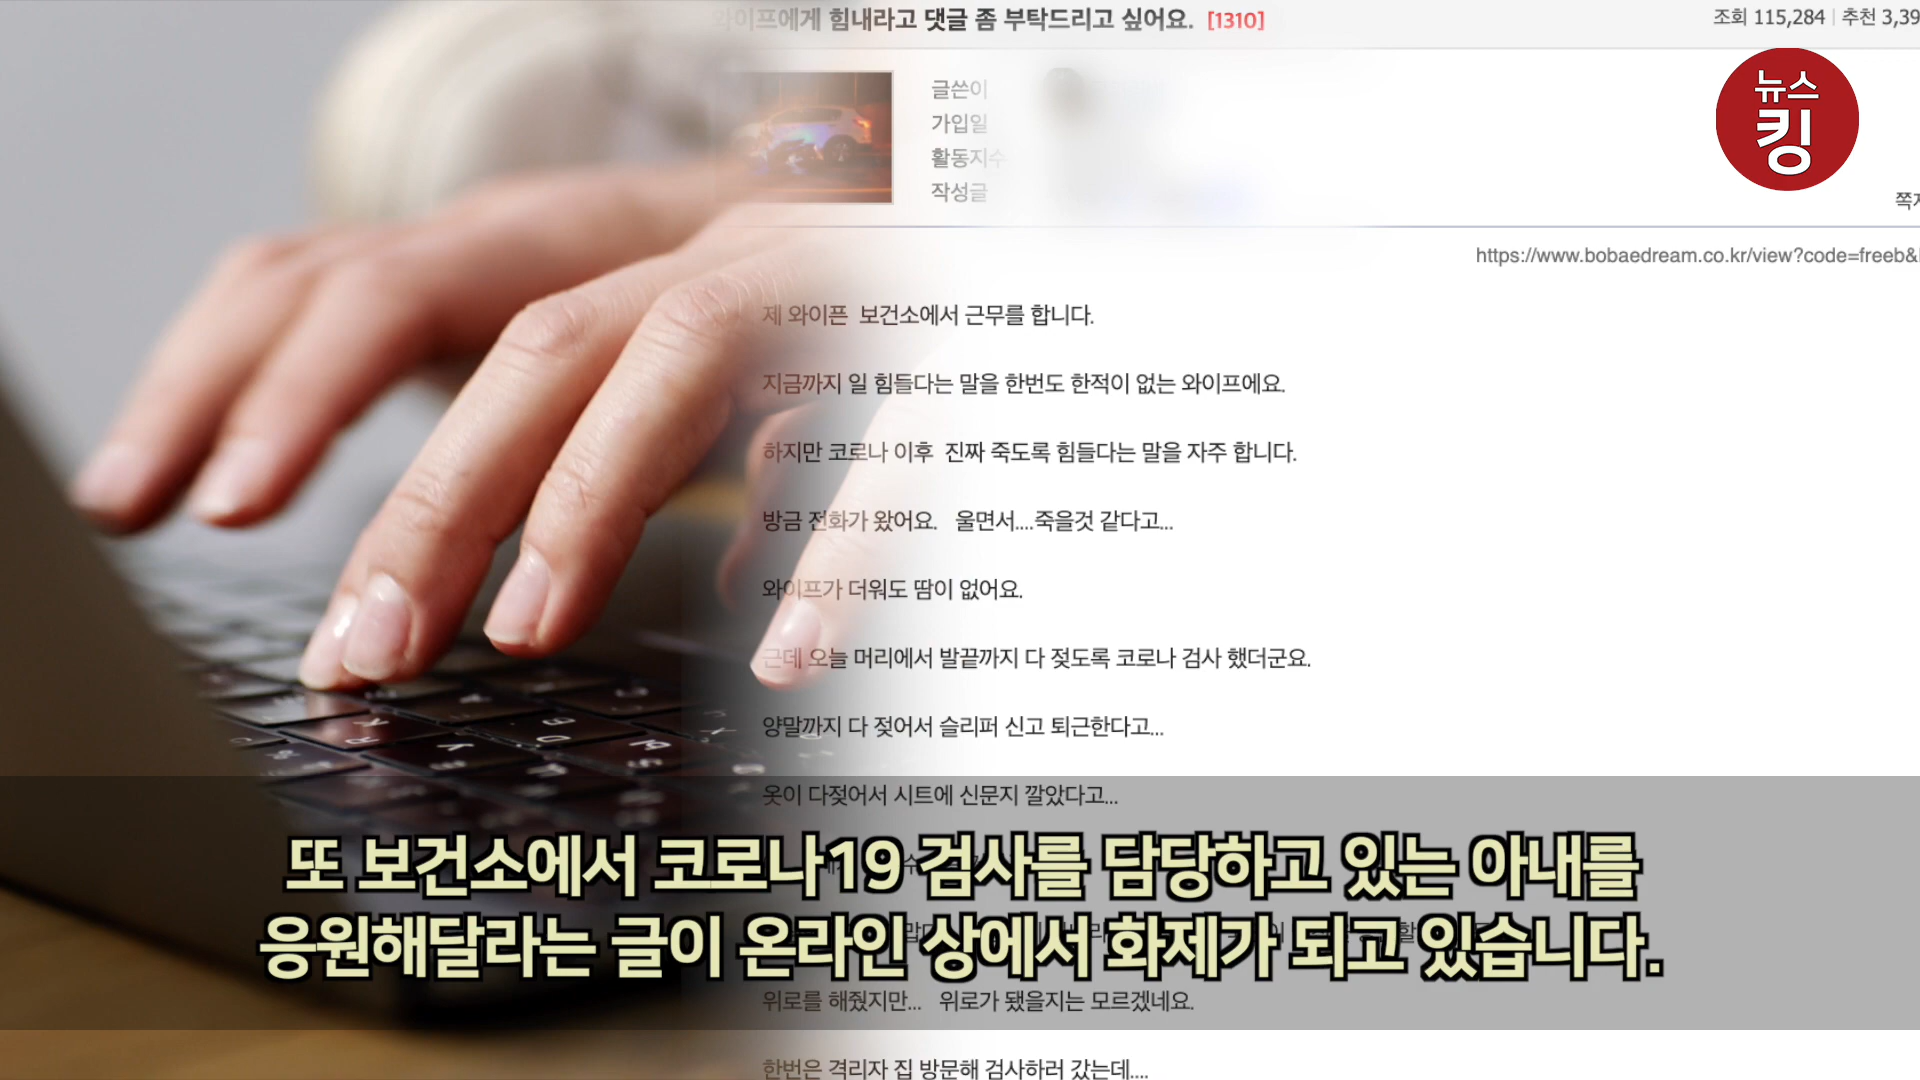 와이프에게 힘내라고 댓글 좀 부탁드리고 싶어요. [1310]
조회 115,284 | 추천 3,39
뉴스
킹
글쓴이
가입일
활동지수
작성글
https://www.bobaedream.co.kr/view?code=freeb&
제 와이픈 보건소에서 근무를 합니다.
지금까지 일 힘들다는 말을 한번도 한적이 없는 와이프에요.
하지만 코로나 이후 진짜 죽도록 힘들다는 말을 자주 합니다.
방금 전화가 왔어요. 울면서....죽을것 같다고...
와이프가 더워도 땀이 없어요.
근데 오늘 머리에서 발끝까지 다 젖도록 코로나 검사 했더군요.
양말까지 다 젖어서 슬리퍼 신고 퇴근한다고...
옷이 다젖어서 시트에 신문지 깔았다고...
또 보건소에서 코로나19 검사를 담당하고 있는 아내를
응원해달라는 글이 온라인 상에서 화제가 되고 있습니다.
위로를 해줬지만... 위로가 됐을지는 모르겠네요.
한번은 격리자 집 방문해 검사하러 갔는데....